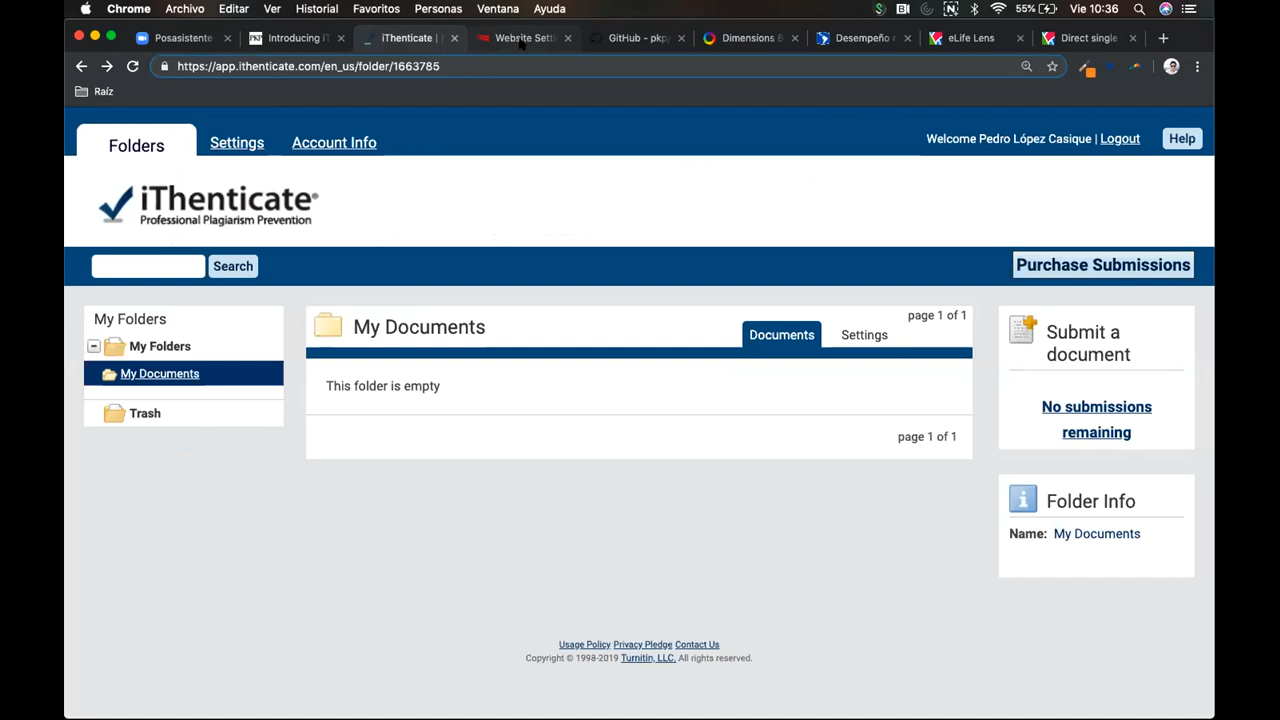 Chrome Archivo Editar Ver Historial Favoritos Personas Ventana Ayuda 55% Vie 10:36
Posasistente
Introducing iT
iThenticate |
Website Setti
GitHub - pkp/
Dimensions B
Desempeño d
eLife Lens
Direct single
https://app.ithenticate.com/en_us/folder/1663785
Raíz
Folders Settings Account Info
Welcome Pedro López Casique | Logout Help
iThenticate®
Professional Plagiarism Prevention
Search
Purchase Submissions
My Folders
My Folders
My Documents
Trash
My Documents
page 1 of 1
Documents Settings
This folder is empty
page 1 of 1
Submit a
document
No submissions
remaining
Folder Info
Name: My Documents
Usage Policy Privacy Pledge Contact Us
Copyright © 1998-2019 Turnitin, LLC. All rights reserved.